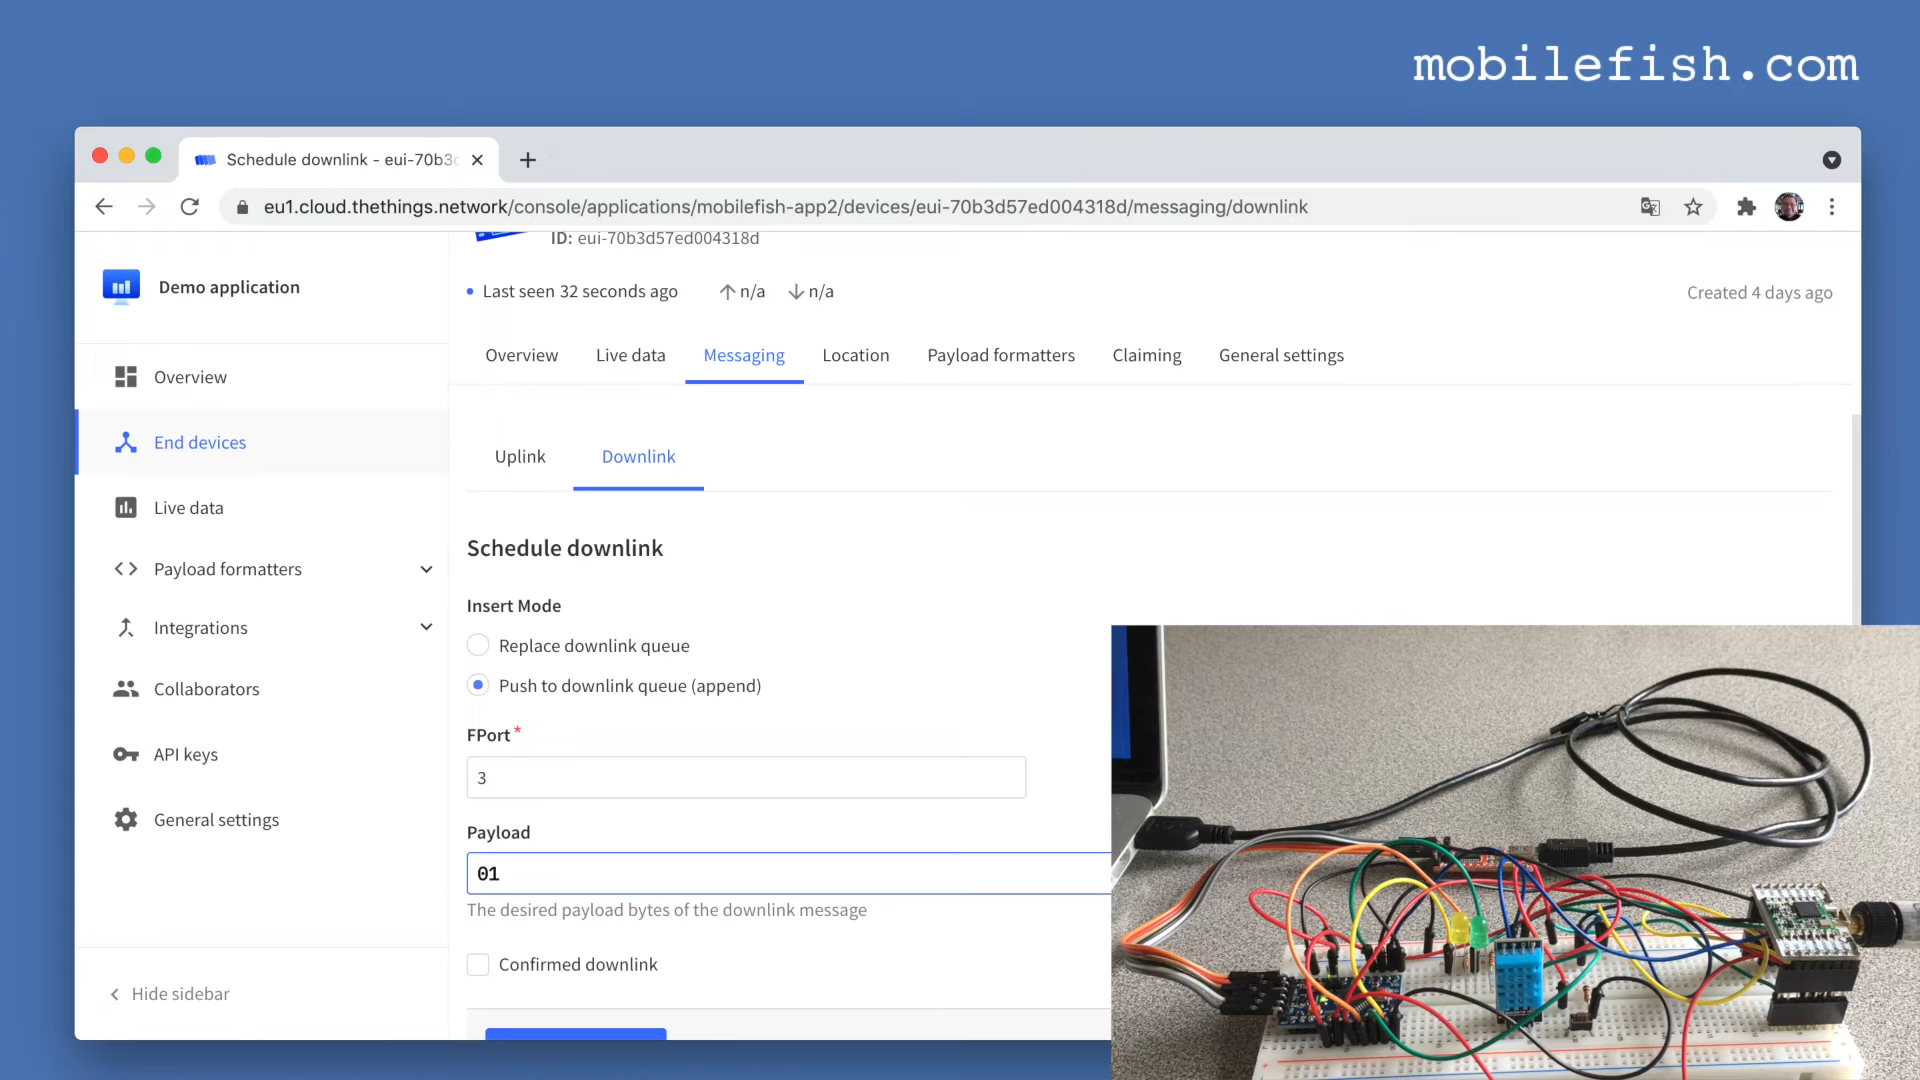 mobilefish.com
Schedule downlink - eui-70b3d
eu1.cloud.thethings.network/console/applications/mobilefish-app2/devices/eui-70b3d57ed004318d/messaging/downlink
ID: eui-70b3d57ed004318d
Demo application
Last seen 32 seconds ago n/a n/a
Created 4 days ago
Overview Live data Messaging Location Payload formatters Claiming General settings
Overview
End devices
Live data
Payload formatters
Integrations
Collaborators
API keys
General settings
Hide sidebar
Uplink Downlink
Schedule downlink
Insert Mode
Replace downlink queue
Push to downlink queue (append)
FPort *
3
Payload
01
The desired payload bytes of the downlink message
Confirmed downlink